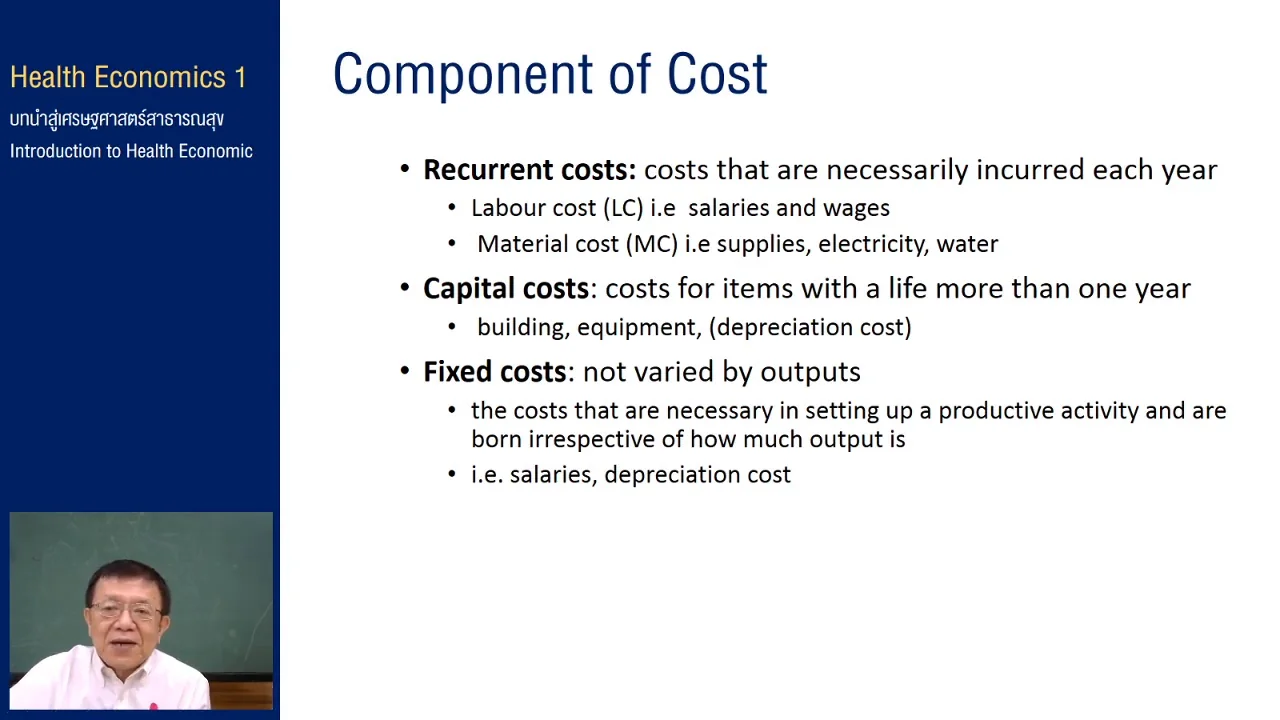 Health Economics 1
บทนำสู่เศรษฐศาสตร์สาธารณสุข
Introduction to Health Economic
Component of Cost
• Recurrent costs: costs that are necessarily incurred each year
• Labour cost (LC) i.e salaries and wages
• Material cost (MC) i.e supplies, electricity, water
• Capital costs: costs for items with a life more than one year
• building, equipment, (depreciation cost)
• Fixed costs: not varied by outputs
• the costs that are necessary in setting up a productive activity and are
born irrespective of how much output is
• i.e. salaries, depreciation cost